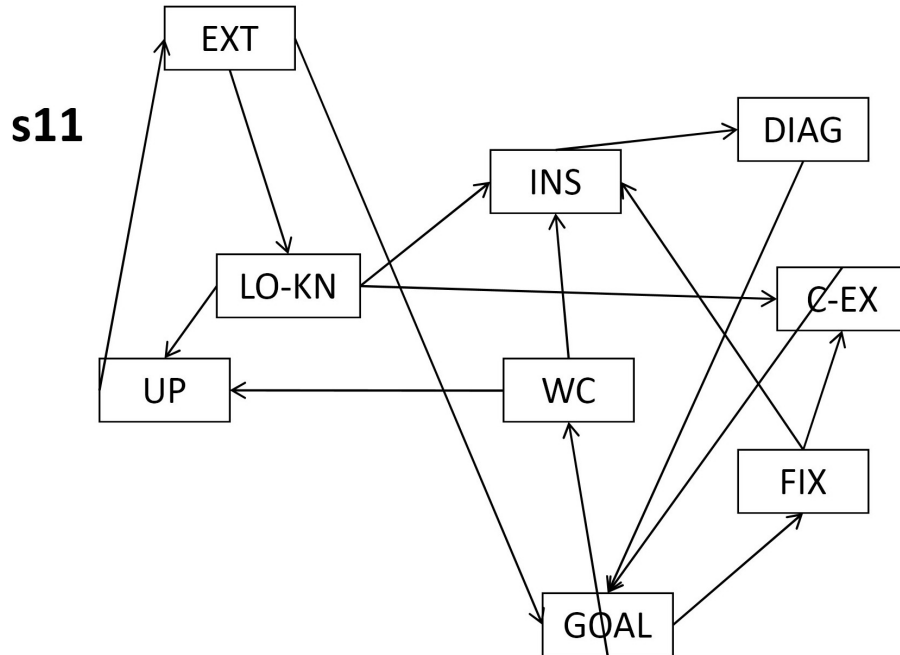 EXT
s11
DIAG
INS
LO-KN
C-EX
UP
WC
FIX
GOAL